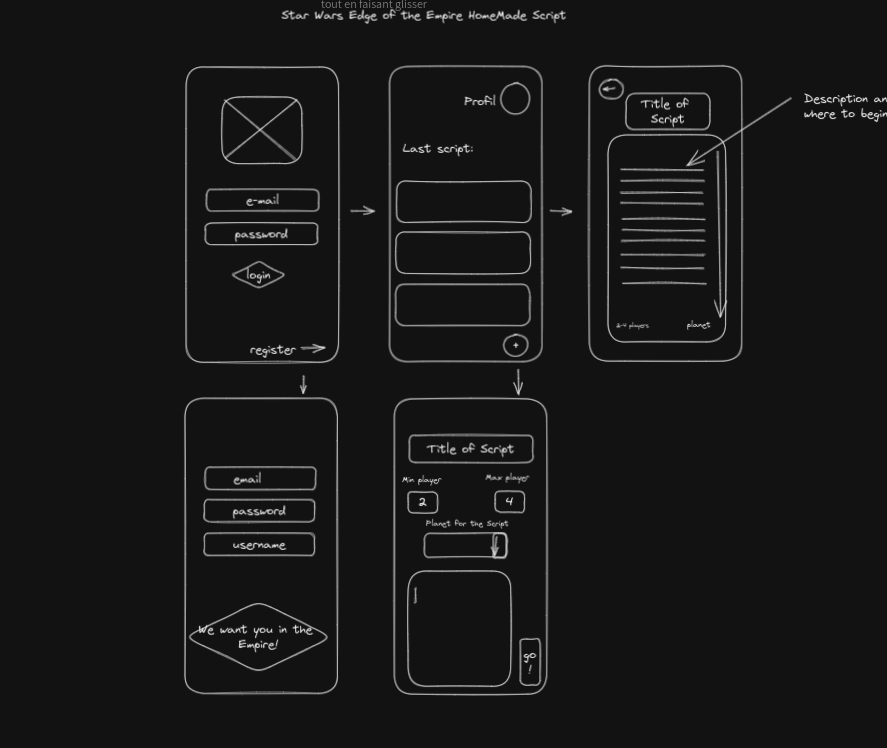 tout en faisant glisser
Star Wars Edge of the Empire HomeMade Script
e-mail
password
login
register
Profil
Last script:
+
Title of
Script
2-4 players
planet
Description an
where to begin
email
password
username
We want you in the
Empire!
Title of Script
Min player
Max player
2
4
Planet for the Script
go
!